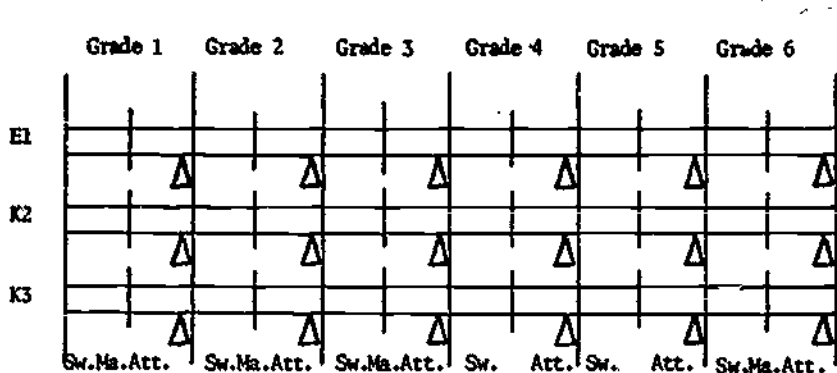 Grade 1 Grade 2 Grade 3 Grade 4 Grade 5 Grade 6
E1
K2
K3
Sw.Ma.Att. Sw.Ma.Att. Sw.Ma.Att. Sw. Att. Sw. Att. Sw.Ma.Att.